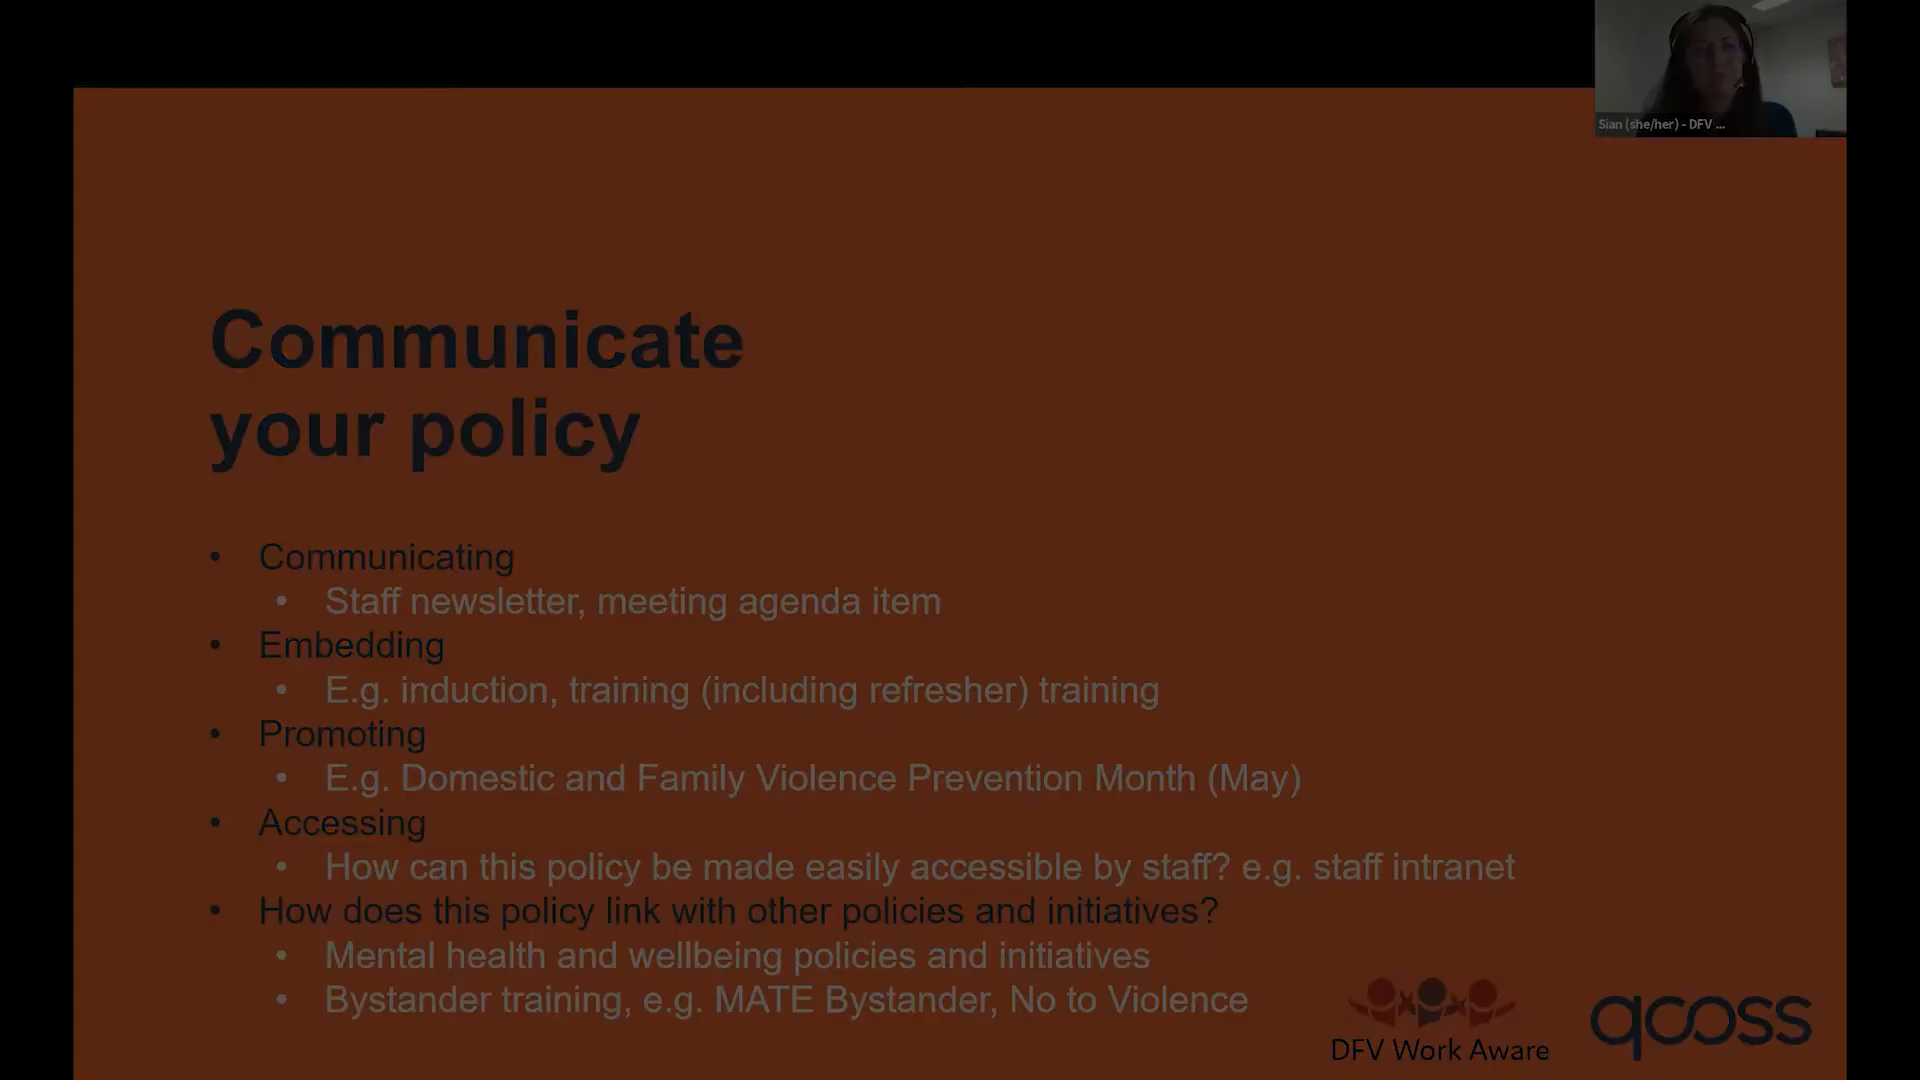 Sian (she/her) - DFV ...
Communicate
your policy
• Communicating
• Staff newsletter, meeting agenda item
• Embedding
• E.g. induction, training (including refresher) training
• Promoting
• E.g. Domestic and Family Violence Prevention Month (May)
• Accessing
• How can this policy be made easily accessible by staff? e.g. staff intranet
• How does this policy link with other policies and initiatives?
• Mental health and wellbeing policies and initiatives
• Bystander training, e.g. MATE Bystander, No to Violence
DFV Work Aware
qcoss